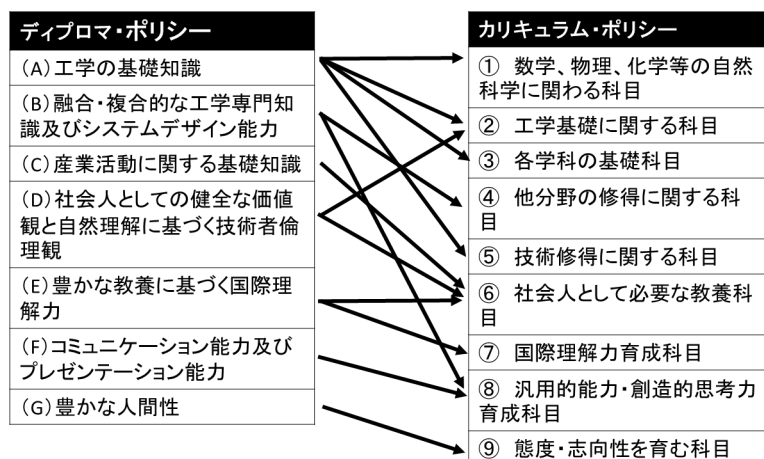 ディプロマ・ポリシー
(A)工学の基礎知識
(B)融合・複合的な工学専門知
識及びシステムデザイン能力
(C)産業活動に関する基礎知識
(D)社会人としての健全な価値
観と自然理解に基づく技術者倫
理観
(E)豊かな教養に基づく国際理
解力
(F)コミュニケーション能力及び
プレゼンテーション能力
(G)豊かな人間性
カリキュラム・ポリシー
① 数学、物理、化学等の自然
科学に関わる科目
② 工学基礎に関する科目
③ 各学科の基礎科目
④ 他分野の修得に関する科
目
⑤ 技術修得に関する科目
⑥ 社会人として必要な教養科
目
⑦ 国際理解力育成科目
⑧ 汎用的能力・創造的思考力
育成科目
⑨ 態度・志向性を育む科目